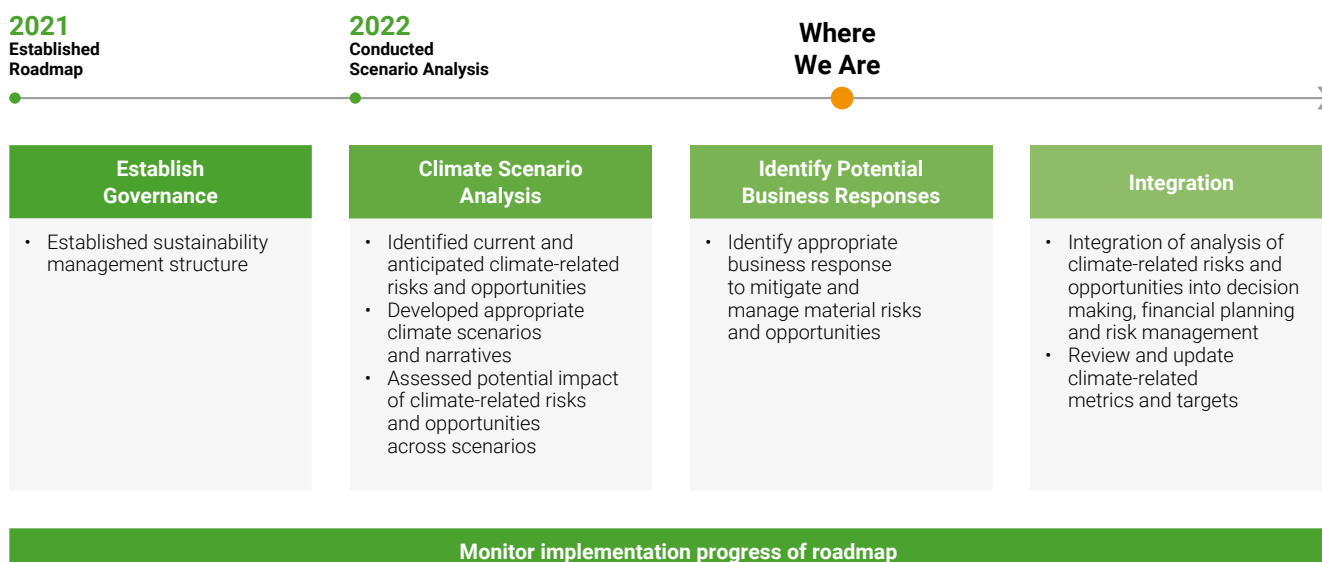 2021
Established
Roadmap
2022
Conducted
Scenario Analysis
Where
We Are
Establish
Governance
• Established sustainability
management structure
Climate Scenario
Analysis
• Identified current and
anticipated climate-related
risks and opportunities
• Developed appropriate
climate scenarios
and narratives
• Assessed potential impact
of climate-related risks
and opportunities
across scenarios
Identify Potential
Business Responses
• Identify appropriate
business response
to mitigate and
manage material risks
and opportunities
Integration
• Integration of analysis of
climate-related risks and
opportunities into decision
making, financial planning
and risk management
• Review and update
climate-related
metrics and targets
Monitor implementation progress of roadmap